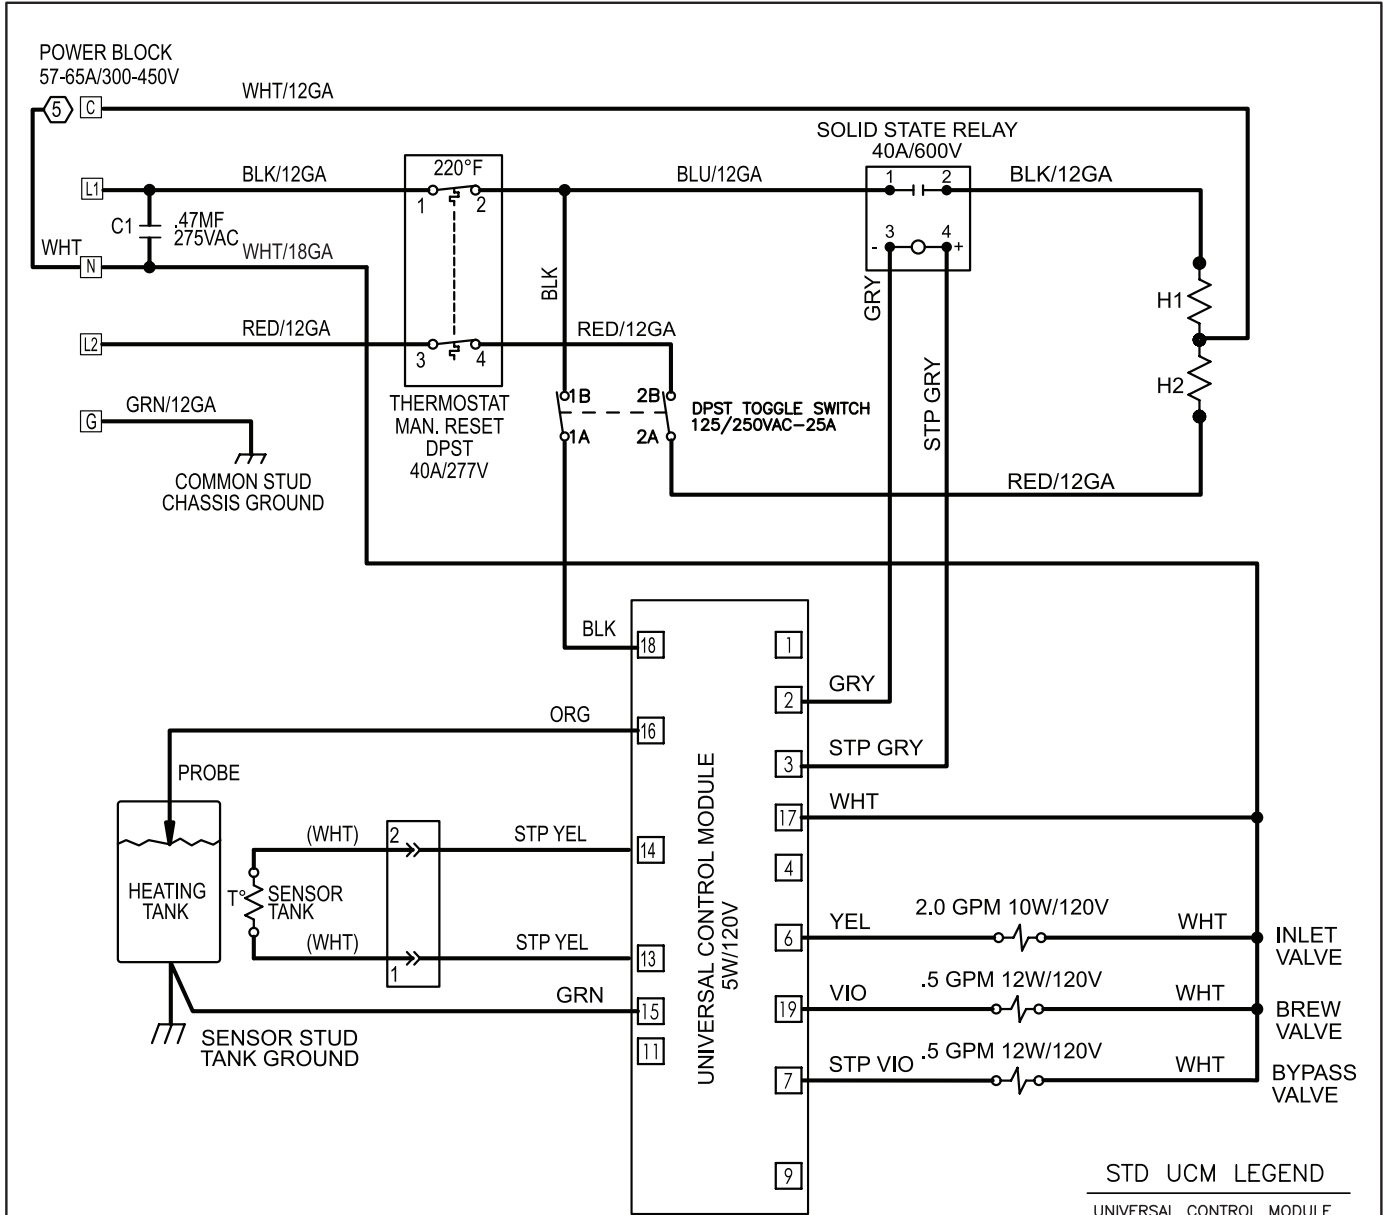 POWER BLOCK
57-65A/300-450V
5
C
WHT/12GA
SOLID STATE RELAY
40A/600V
L1
BLK/12GA
220°F
1
2
BLU/12GA
1
2
BLK/12GA
C1
.47MF
275VAC
WHT
N
WHT/18GA
BLK
- 3
4 +
GRY
STP GRY
H1
H2
L2
RED/12GA
3
4
RED/12GA
THERMOSTAT
MAN. RESET
DPST
40A/277V
1B
2B
1A
2A
DPST TOGGLE SWITCH
125/250VAC-25A
G
GRN/12GA
COMMON STUD
CHASSIS GROUND
RED/12GA
BLK
18
1
GRY
2
ORG
16
STP GRY
3
PROBE
UNIVERSAL CONTROL MODULE
5W/120V
WHT
17
(WHT)
2
STP YEL
14
4
HEATING
TANK
T°
SENSOR
TANK
(WHT)
1
STP YEL
13
6
YEL
2.0 GPM 10W/120V
WHT
INLET
VALVE
GRN
15
19
VIO
.5 GPM 12W/120V
WHT
BREW
VALVE
SENSOR STUD
TANK GROUND
11
7
STP VIO
.5 GPM 12W/120V
WHT
BYPASS
VALVE
9
STD UCM LEGEND
UNIVERSAL CONTROL MODULE